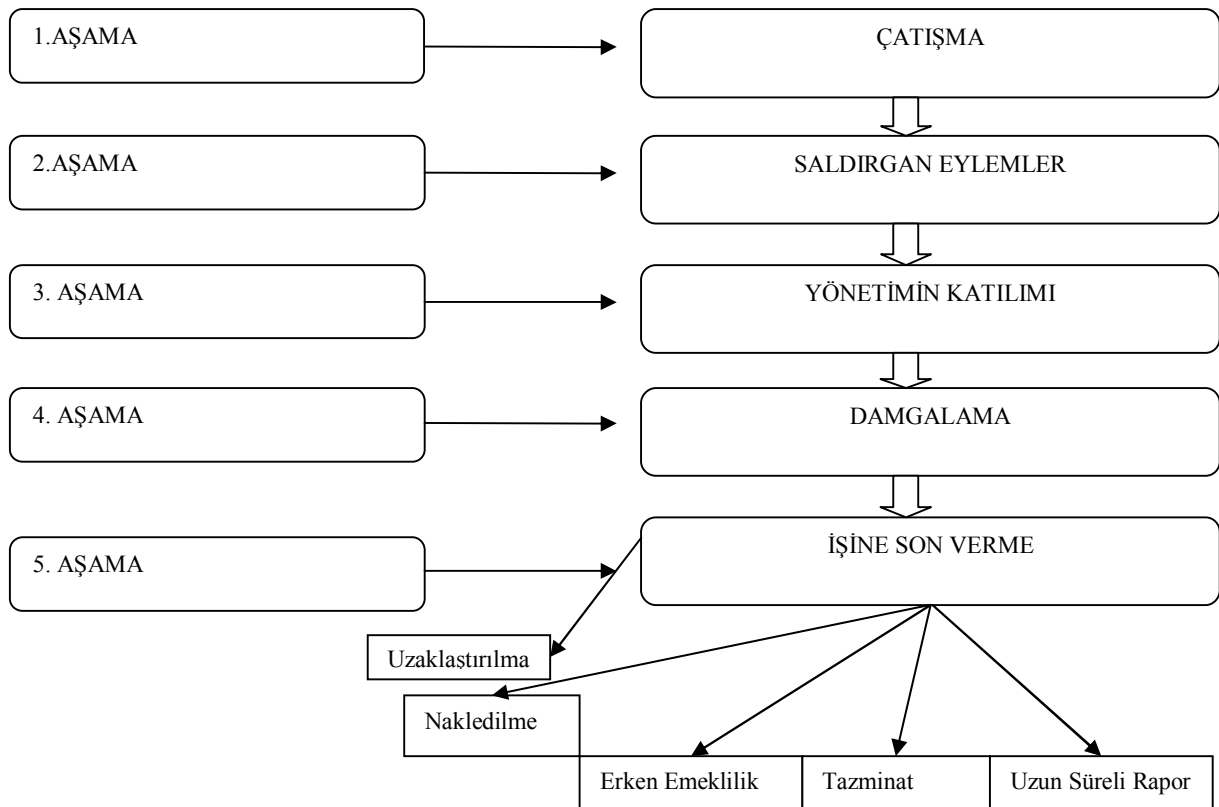 1.AŞAMA
ÇATIŞMA
2.AŞAMA
SALDIRGAN EYLEMLER
3. AŞAMA
YÖNETİMİN KATILIMI
4. AŞAMA
DAMGALAMA
5. AŞAMA
İŞİNE SON VERME
Uzaklaştırılma
Nakledilme
Erken Emeklilik
Tazminat
Uzun Süreli Rapor